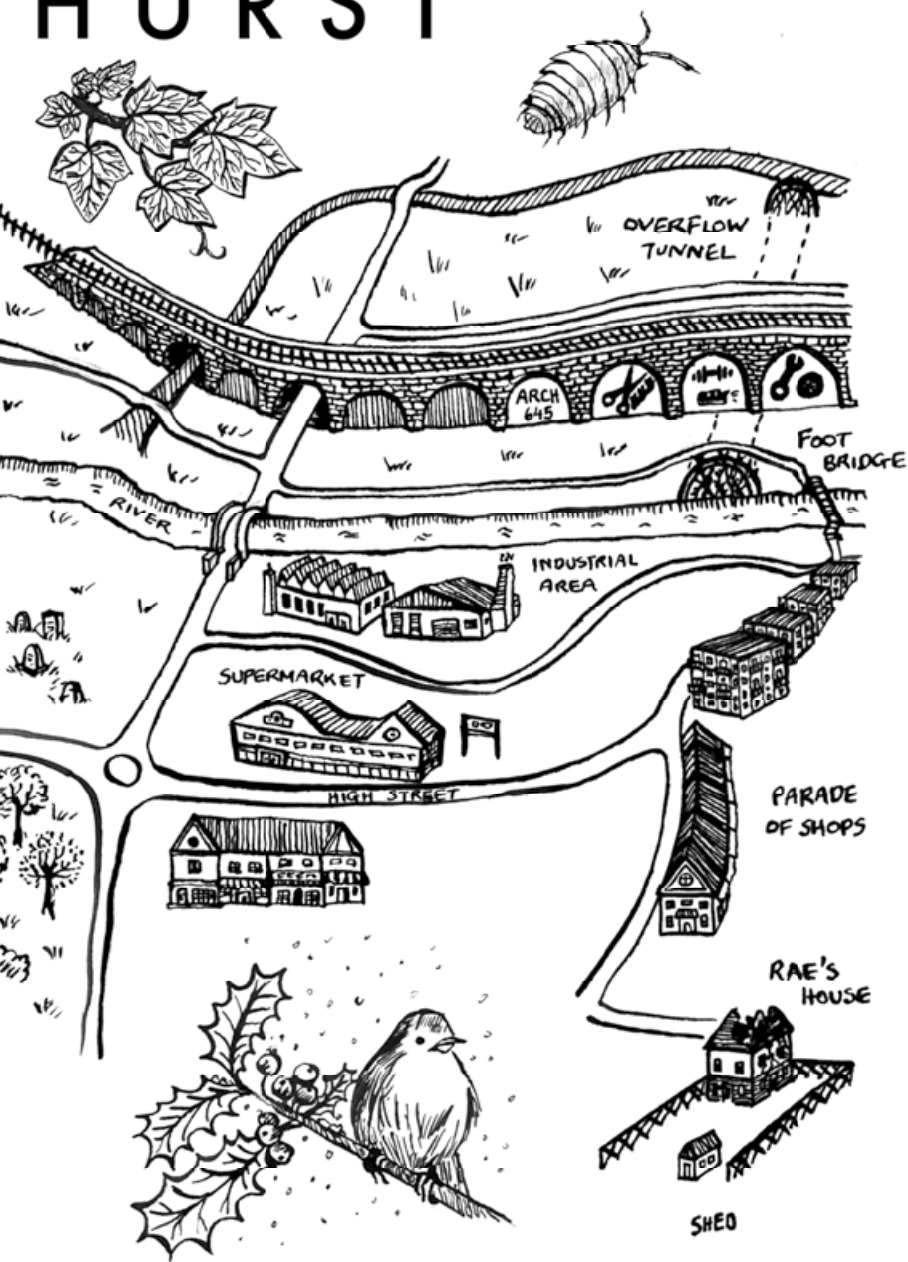 HURST
OVERFLOW
TUNNEL
ARCH
645
FOOT
BRIDGE
RIVER
INDUSTRIAL
AREA
SUPERMARKET
HIGH STREET
PARADE
OF SHOPS
RAE'S
HOUSE
SHED